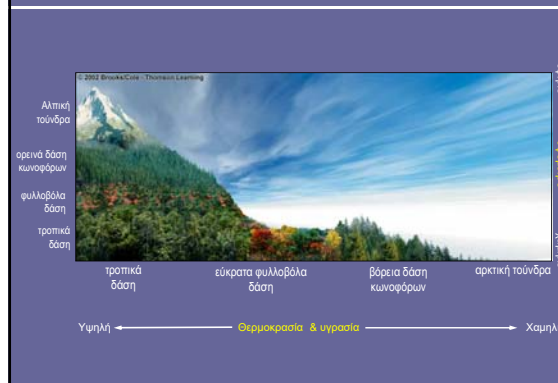 © 2002 Brooks/Cole - Thomson Learning
Αλπική
τούνδρα
ορεινά δάση
κωνοφόρων
φυλλοβόλα
δάση
τροπικά
δάση
τροπικά
δάση
εύκρατα φυλλοβόλα
δάση
βόρεια δάση
κωνοφόρων
αρκτική τούνδρα
Υψηλή
Θερμοκρασία & υγρασία